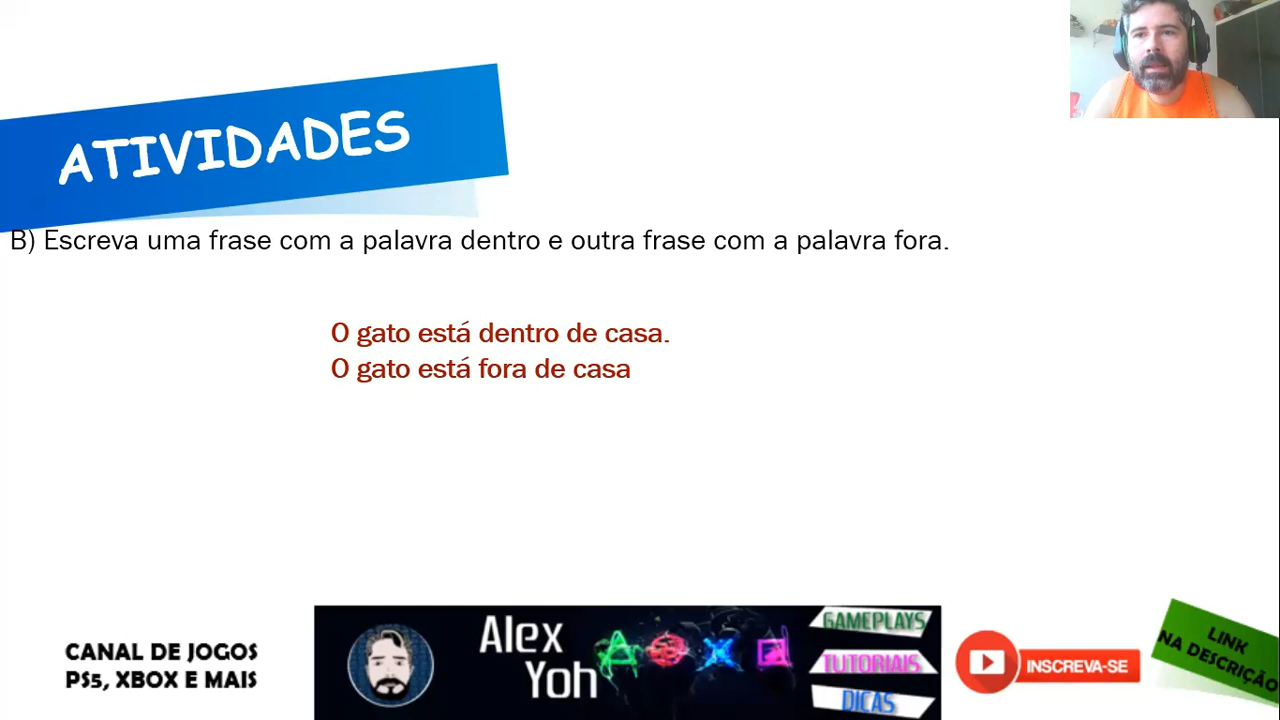 ATIVIDADES
B) Escreva uma frase com a palavra dentro e outra frase com a palavra fora.
O gato está dentro de casa.
O gato está fora de casa
CANAL DE JOGOS
PS5, XBOX E MAIS
Alex
Yoh
GAMEPLAYS
TUTORIAIS
DICAS
INSCREVA-SE
LINK
NA DESCRIÇÃO